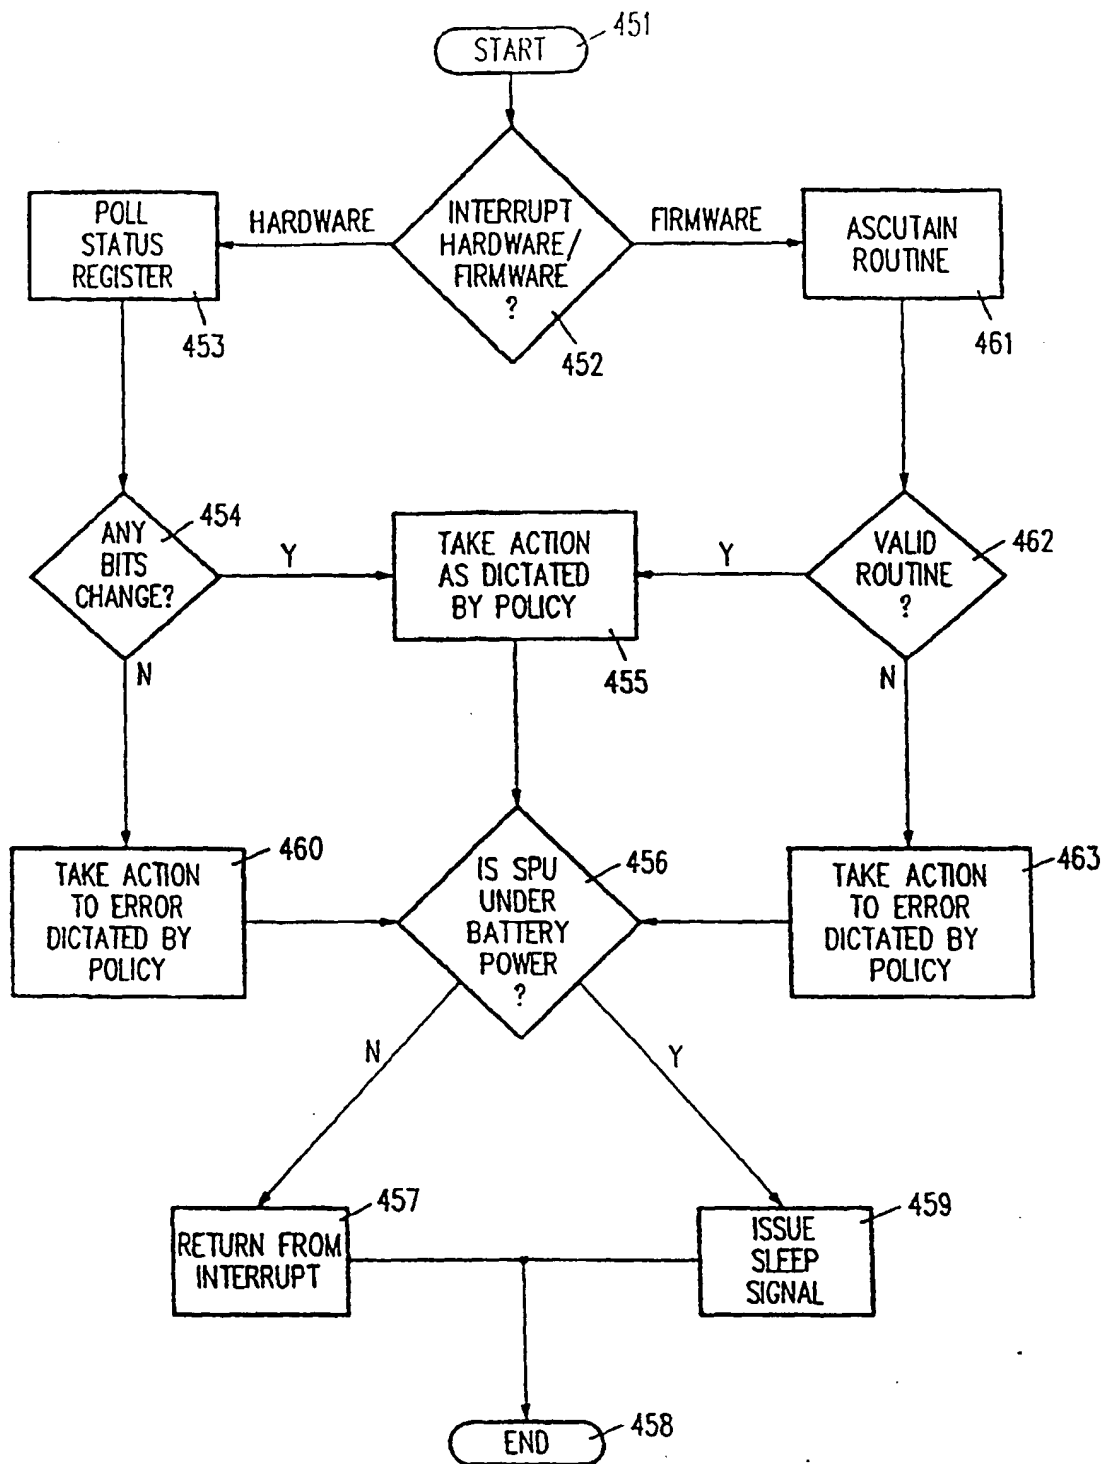 START
451
INTERRUPT
HARDWARE/
FIRMWARE
?
452
HARDWARE
FIRMWARE
POLL
STATUS
REGISTER
453
ASCUTAIN
ROUTINE
461
ANY
BITS
CHANGE?
454
Y
N
TAKE ACTION
AS DICTATED
BY POLICY
455
Y
VALID
ROUTINE
?
462
N
TAKE ACTION
TO ERROR
DICTATED BY
POLICY
460
IS SPU
UNDER
BATTERY
POWER
?
456
TAKE ACTION
TO ERROR
DICTATED BY
POLICY
463
N
Y
RETURN FROM
INTERRUPT
457
ISSUE
SLEEP
SIGNAL
459
END
458